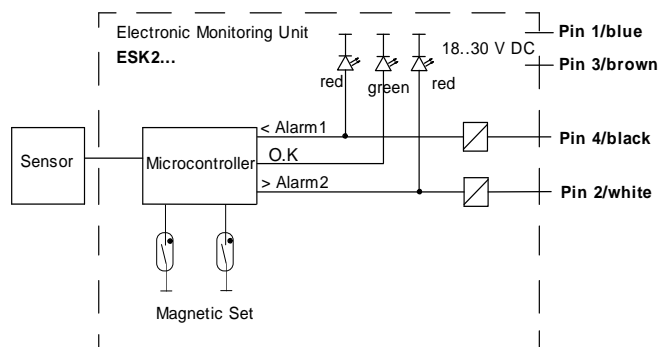 Electronic Monitoring Unit
ESK2...
18..30 V DC
Pin 1/blue
Pin 3/brown
red
green
red
< Alarm1
Pin 4/black
Sensor
Microcontroller
O.K
> Alarm2
Pin 2/white
Magnetic Set